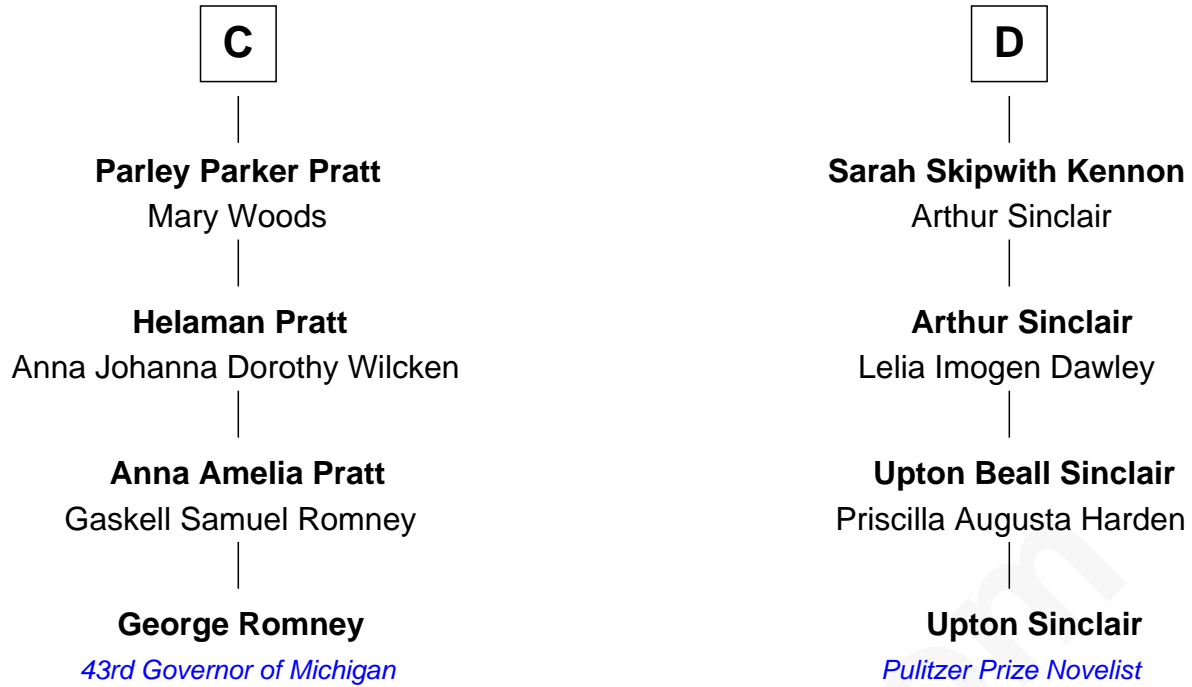 C
Parley Parker Pratt
Mary Woods
Helaman Pratt
Anna Johanna Dorothy Wilcken
Anna Amelia Pratt
Gaskell Samuel Romney
George Romney
43rd Governor of Michigan
D
Sarah Skipwith Kennon
Arthur Sinclair
Arthur Sinclair
Lelia Imogen Dawley
Upton Beall Sinclair
Priscilla Augusta Harden
Upton Sinclair
Pulitzer Prize Novelist